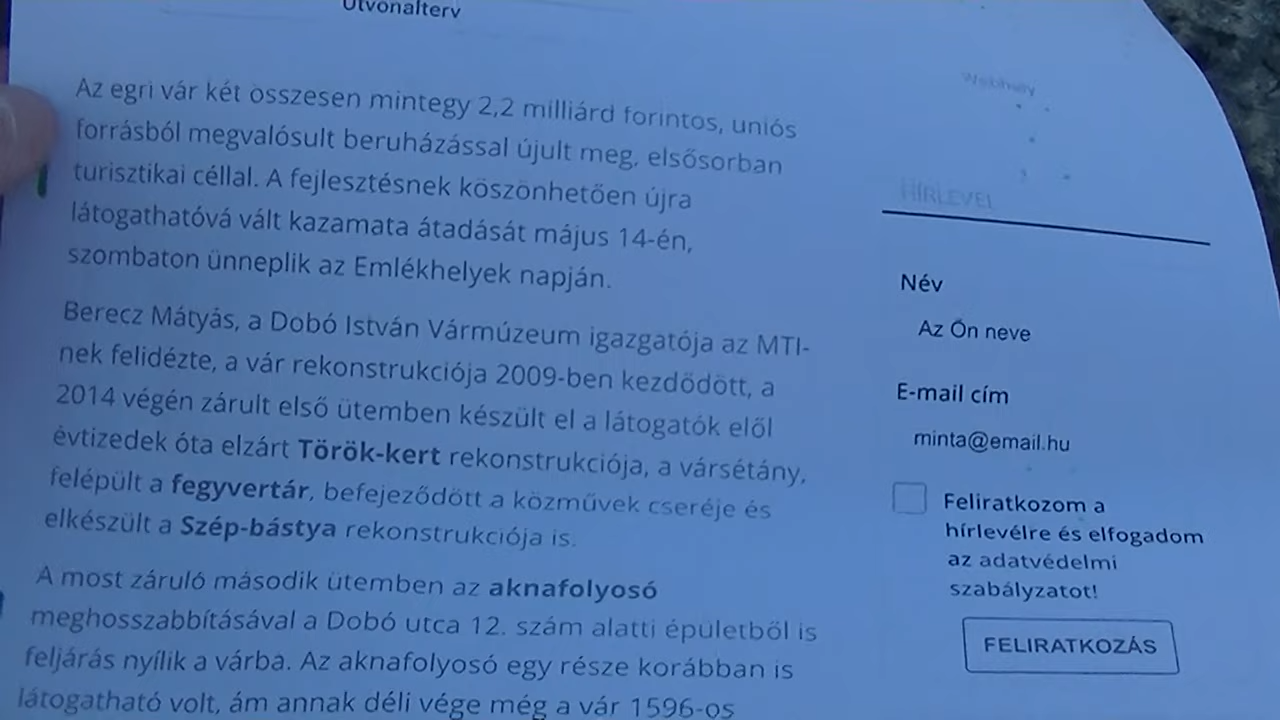 Útvonalterv
Az egri vár két összesen mintegy 2,2 milliárd forintos, uniós
forrásból megvalósult beruházással újult meg, elsősorban
turisztikai céllal. A fejlesztésnek köszönhetően újra
látogathatóvá vált kazamata átadását május 14-én,
szombaton ünneplik az Emlékhelyek napján.
Berecz Mátyás, a Dobó István Vármúzeum igazgatója az MTI-
nek felidézte, a vár rekonstrukciója 2009-ben kezdődött, a
2014 végén zárult első ütemben készült el a látogatók elől
évtizedek óta elzárt Török-kert rekonstrukciója, a vársétány,
felépült a fegyvertár, befejeződött a közművek cseréje és
elkészült a Szép-bástya rekonstrukciója is.
A most záruló második ütemben az aknafolyosó
meghosszabbításával a Dobó utca 12. szám alatti épületből is
feljárás nyílik a várba. Az aknafolyosó egy része korábban is
látogatható volt, ám annak déli vége még a vár 1596-os
Webhely
HÍRLEVÉL
Név
Az Ön neve
E-mail cím
minta@email.hu
Feliratkozom a
hírlevélre és elfogadom
az adatvédelmi
szabályzatot!
FELIRATKOZÁS